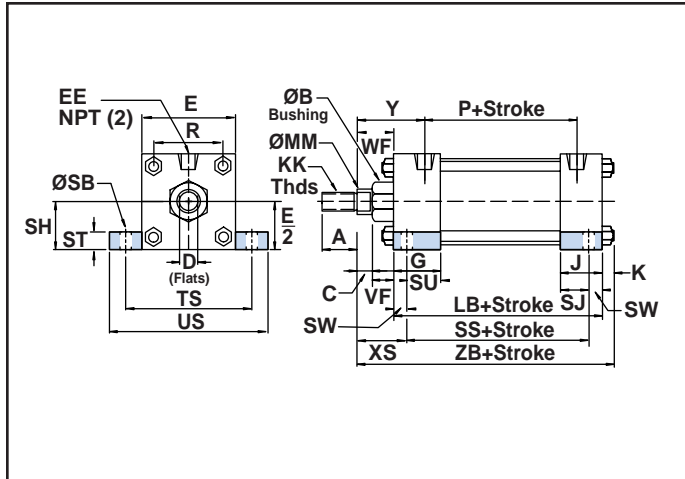 EE
NPT (2)
E
R
ØSB
SH
ST
D
(Flats)
E
2
TS
US
ØB
Bushing
Y
P+Stroke
ØMM
WF
KK
Thds
A
G
J
K
C
VF
SU
SJ
SW
LB+Stroke
SW
SS+Stroke
XS
ZB+Stroke